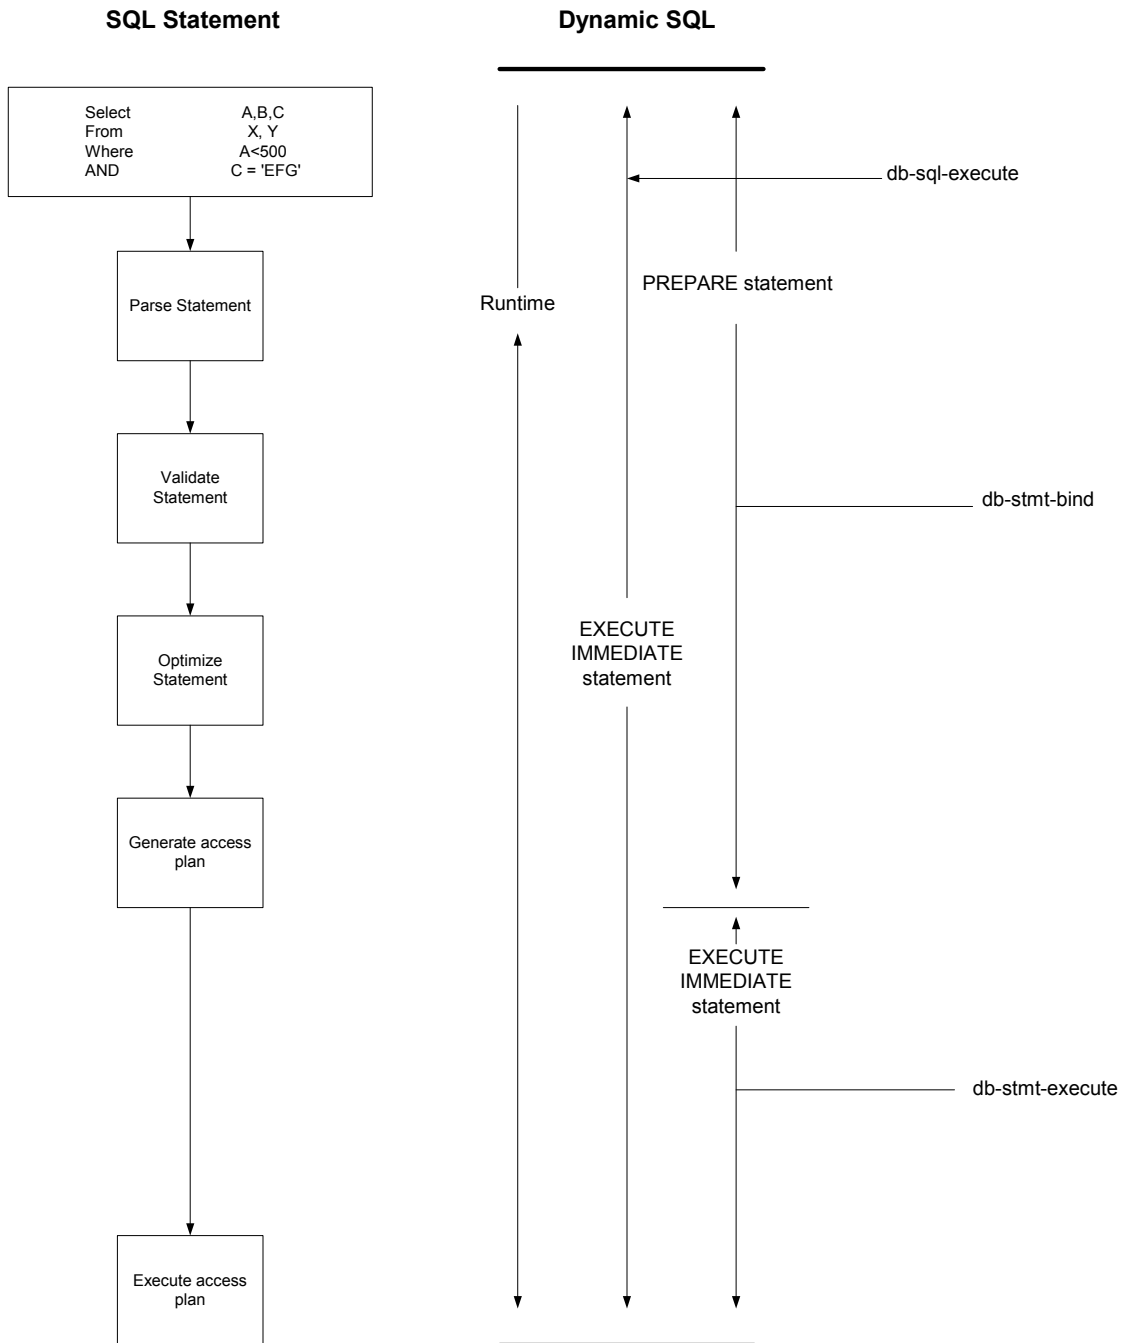 SQL Statement
Dynamic SQL
Select A,B,C
From X, Y
Where A<500
AND C = 'EFG'
db-sql-execute
Parse Statement
Runtime
PREPARE statement
Validate
Statement
db-stmt-bind
Optimize
Statement
EXECUTE
IMMEDIATE
statement
Generate access
plan
EXECUTE
IMMEDIATE
statement
db-stmt-execute
Execute access
plan